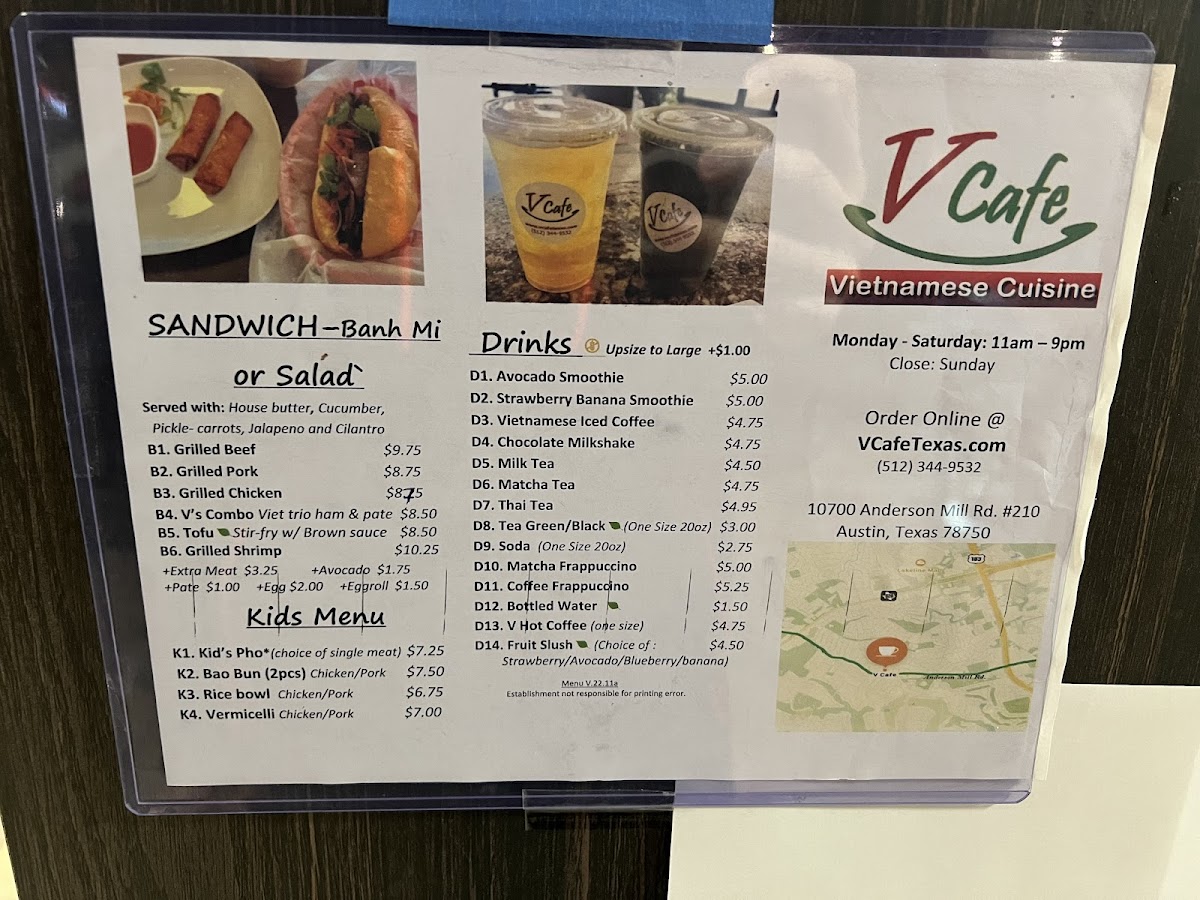 V Cafe
(512) 344-9532
V Cafe
V Cafe
Vietnamese Cuisine
SANDWICH-Banh Mi
or Salad`
Served with: House butter, Cucumber,
Pickle- carrots, Jalapeno and Cilantro
B1. Grilled Beef $9.75
B2. Grilled Pork $8.75
B3. Grilled Chicken $8.75
B4. V's Combo Viet trio ham & pate $8.50
B5. Tofu Stir-fry w/ Brown sauce $8.50
B6. Grilled Shrimp $10.25
+Extra Meat $3.25 +Avocado $1.75
+Pate $1.00 +Egg $2.00 +Eggroll $1.50
Kids Menu
K1. Kid's Pho*(choice of single meat) $7.25
K2. Bao Bun (2pcs) Chicken/Pork $7.50
K3. Rice bowl Chicken/Pork $6.75
K4. Vermicelli Chicken/Pork $7.00
Drinks Upsize to Large +$1.00
D1. Avocado Smoothie $5.00
D2. Strawberry Banana Smoothie $5.00
D3. Vietnamese Iced Coffee $4.75
D4. Chocolate Milkshake $4.75
D5. Milk Tea $4.50
D6. Matcha Tea $4.75
D7. Thai Tea $4.95
D8. Tea Green/Black (One Size 20oz) $3.00
D9. Soda (One Size 20oz) $2.75
D10. Matcha Frappuccino $5.00
D11. Coffee Frappuccino $5.25
D12. Bottled Water $1.50
D13. V Hot Coffee (one size) $4.75
D14. Fruit Slush (Choice of : $4.50
Strawberry/Avocado/Blueberry/banana)
Menu V.22.11a
Establishment not responsible for printing error.
Monday - Saturday: 11am – 9pm
Close: Sunday
Order Online @
VCafeTexas.com
(512) 344-9532
10700 Anderson Mill Rd. #210
Austin, Texas 78750
183
V Cafe
Anderson Mill Rd.